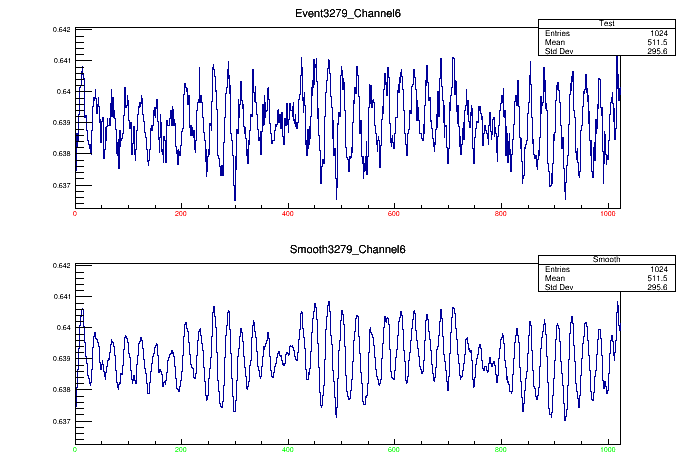 Event3279_Channel6
Test
Entries 1024
Mean 511.5
Std Dev 295.6
0.642
0.641
0.64
0.639
0.638
0.637
0 200 400 600 800 1000
Smooth3279_Channel6
Smooth
Entries 1024
Mean 511.5
Std Dev 295.6
0.642
0.641
0.64
0.639
0.638
0.637
0 200 400 600 800 1000